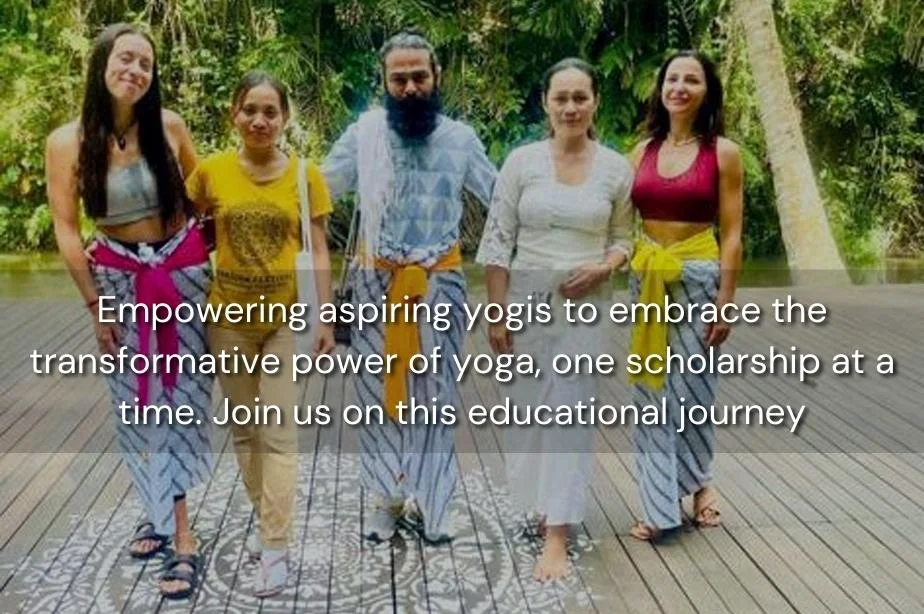 Empowering aspiring yogis to embrace the
transformative power of yoga, one scholarship at a
time. Join us on this educational journey